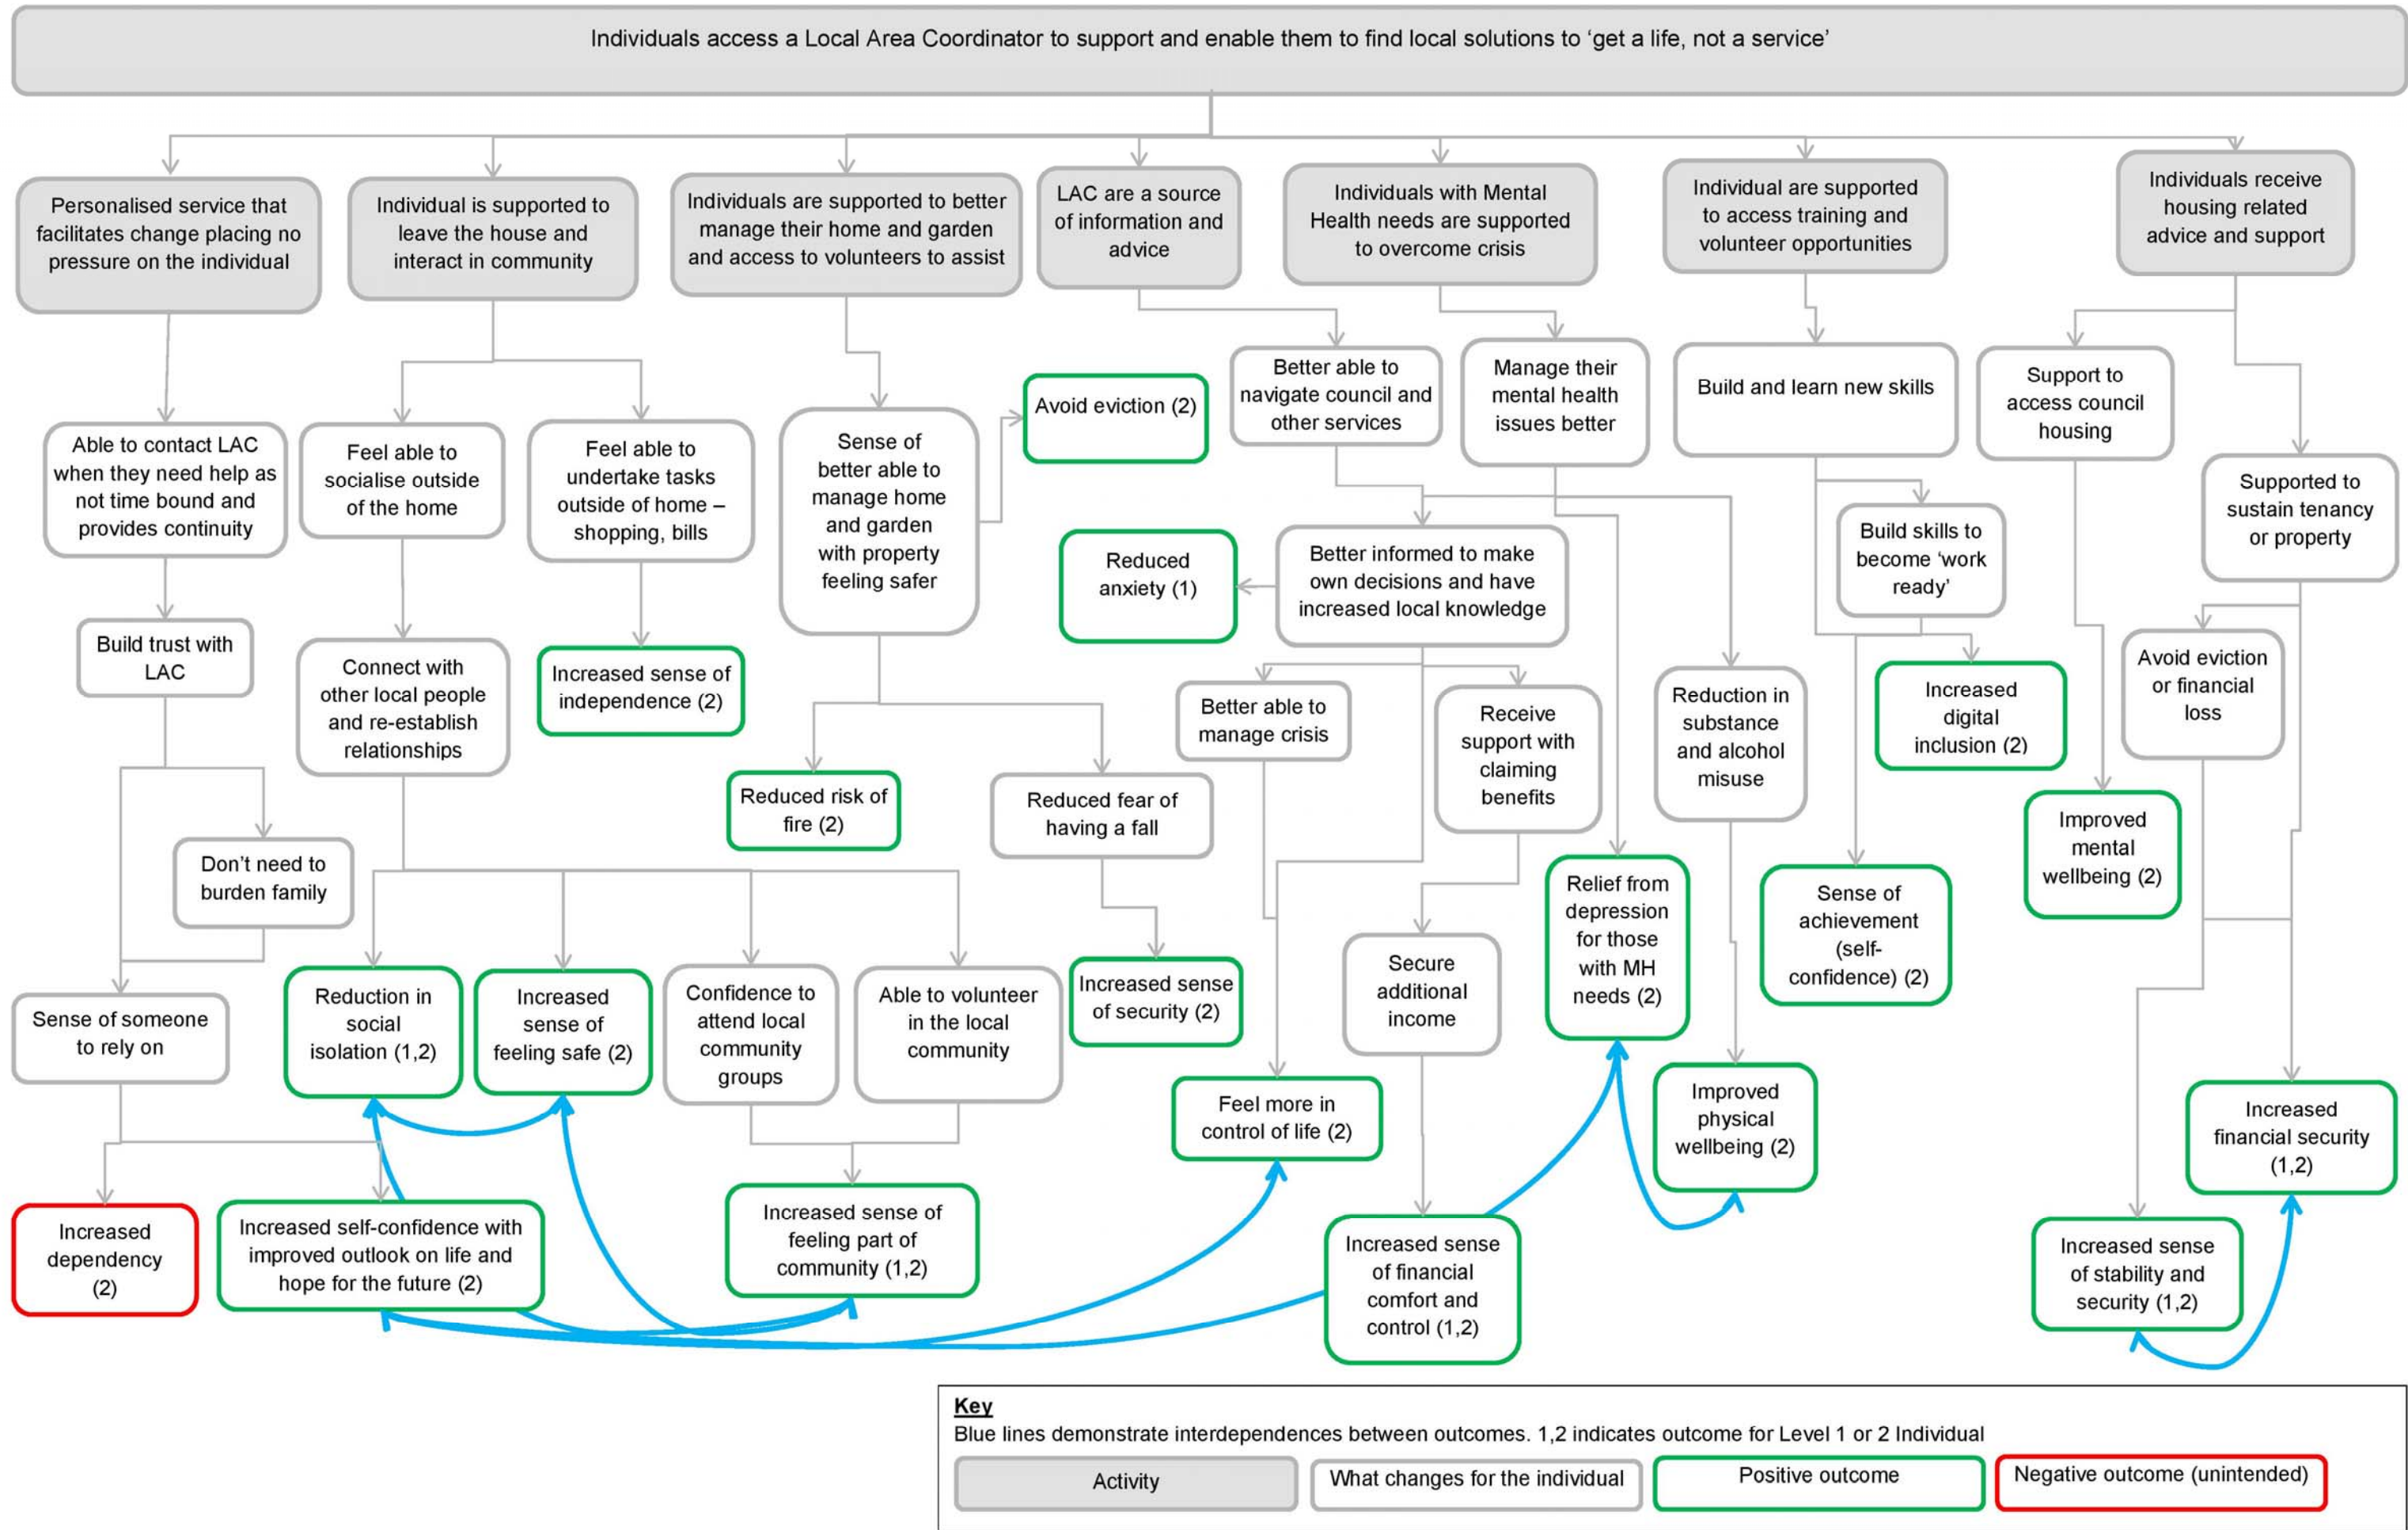 Individuals access a Local Area Coordinator to support and enable them to find local solutions to ‘get a life, not a service’
Personalised service that
facilitates change placing no
pressure on the individual
Individual is supported to
leave the house and
interact in community
Individuals are supported to better
manage their home and garden
and access to volunteers to assist
LAC are a source
of information and
advice
Individuals with Mental
Health needs are supported
to overcome crisis
Individual are supported
to access training and
volunteer opportunities
Individuals receive
housing related
advice and support
Able to contact LAC
when they need help as
not time bound and
provides continuity
Feel able to
socialise outside
of the home
Feel able to
undertake tasks
outside of home –
shopping, bills
Sense of
better able to
manage home
and garden
with property
feeling safer
Avoid eviction (2)
Better able to
navigate council and
other services
Manage their
mental health
issues better
Build and learn new skills
Support to
access council
housing
Supported to
sustain tenancy
or property
Build skills to
become ‘work
ready’
Reduced
anxiety (1)
Better informed to make
own decisions and have
increased local knowledge
Build trust with
LAC
Connect with
other local people
and re-establish
relationships
Increased sense of
independence (2)
Better able to
manage crisis
Receive
support with
claiming
benefits
Reduction in
substance
and alcohol
misuse
Increased
digital
inclusion (2)
Avoid eviction
or financial
loss
Don’t need to
burden family
Reduced risk of
fire (2)
Reduced fear of
having a fall
Relief from
depression
for those
with MH
needs (2)
Sense of
achievement
(self-
confidence) (2)
Improved
mental
wellbeing (2)
Sense of someone
to rely on
Reduction in
social
isolation (1,2)
Increased
sense of
feeling safe (2)
Confidence to
attend local
community
groups
Able to volunteer
in the local
community
Increased sense
of security (2)
Secure
additional
income
Feel more in
control of life (2)
Improved
physical
wellbeing (2)
Increased
financial security
(1,2)
Increased
dependency
(2)
Increased self-confidence with
improved outlook on life and
hope for the future (2)
Increased sense of
feeling part of
community (1,2)
Increased sense
of financial
comfort and
control (1,2)
Increased sense
of stability and
security (1,2)
Key
Blue lines demonstrate interdependences between outcomes. 1,2 indicates outcome for Level 1 or 2 Individual
Activity
What changes for the individual
Positive outcome
Negative outcome (unintended)